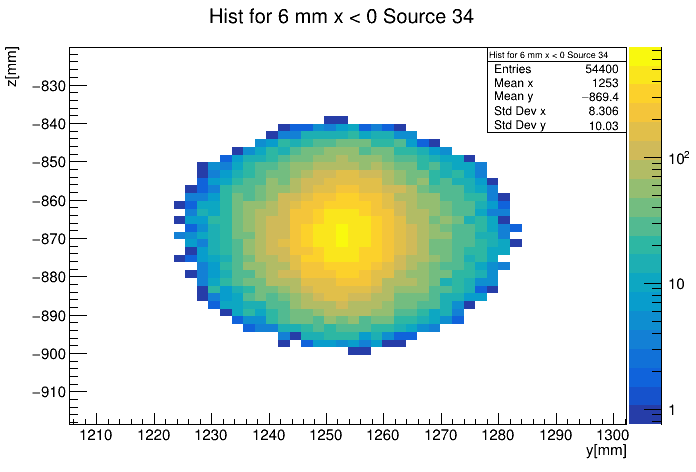 Hist for 6 mm x < 0 Source 34
z[mm]
Hist for 6 mm x < 0 Source 34
Entries 54400
Mean x 1253
Mean y −869.4
Std Dev x 8.306
Std Dev y 10.03
−830
−840
−850
−860
−870
−880
−890
−900
−910
10²
10
1
1210 1220 1230 1240 1250 1260 1270 1280 1290 1300
y[mm]